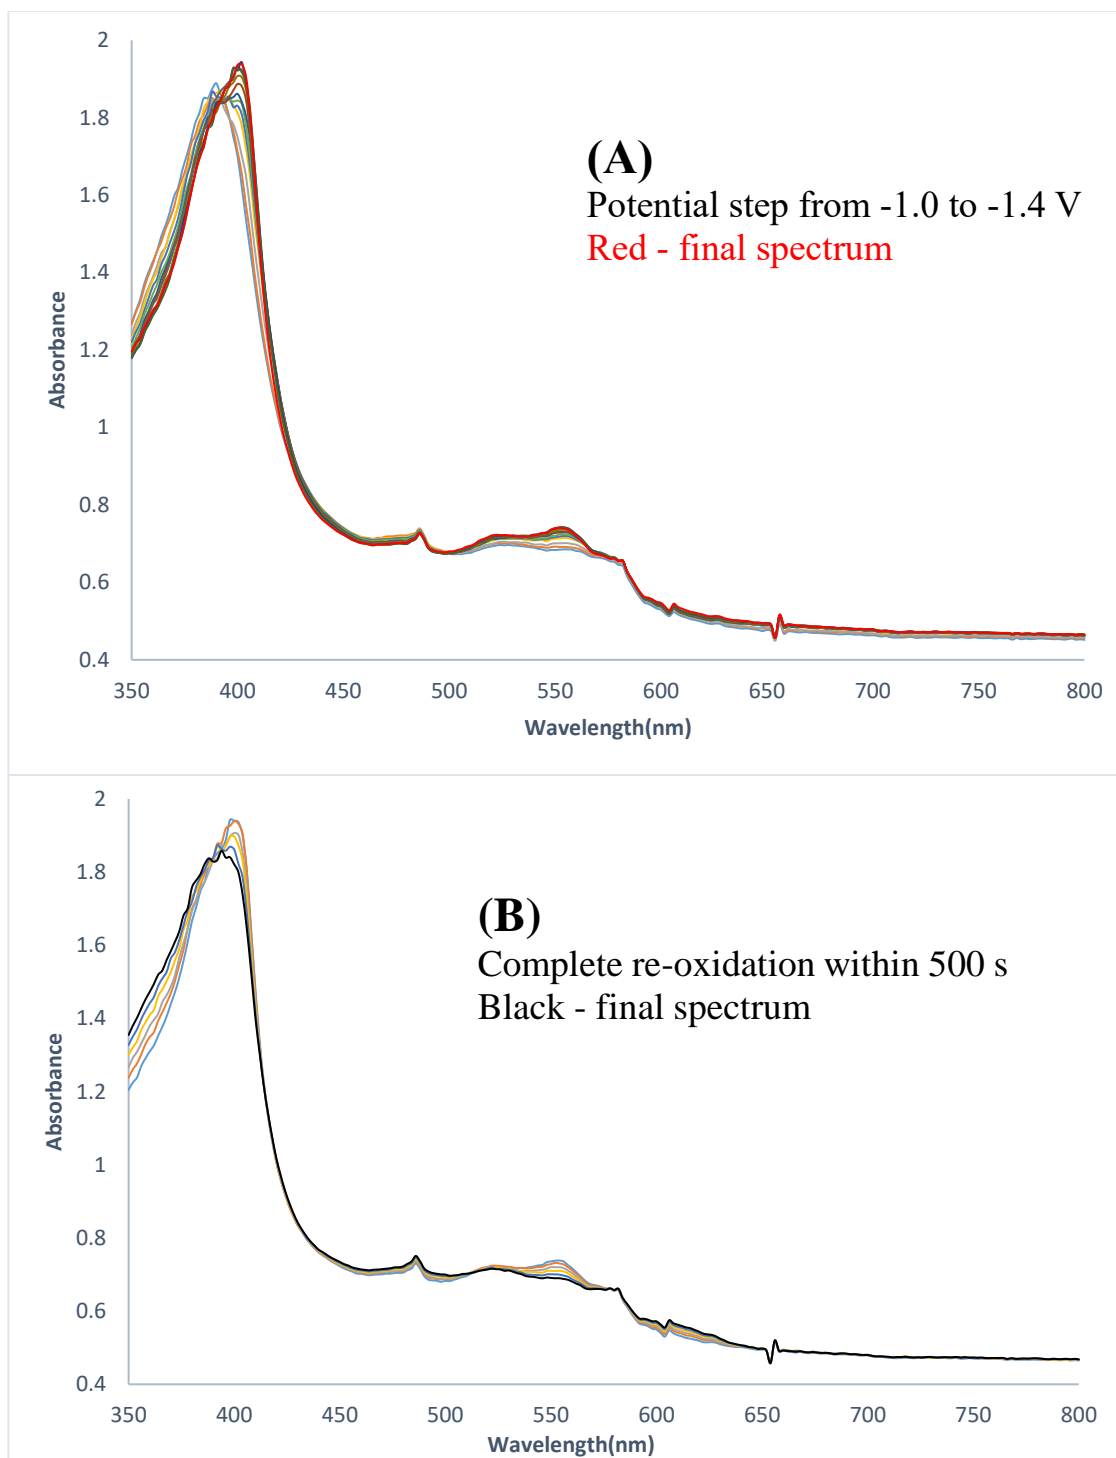 2
1.8
1.6
1.4
1.2
1
0.8
0.6
0.4
Absorbance
(A)
Potential step from -1.0 to -1.4 V
Red - final spectrum
350 400 450 500 550 600 650 700 750 800
Wavelength(nm)
2
1.8
1.6
1.4
1.2
1
0.8
0.6
0.4
Absorbance
(B)
Complete re-oxidation within 500 s
Black - final spectrum
350 400 450 500 550 600 650 700 750 800
Wavelength(nm)